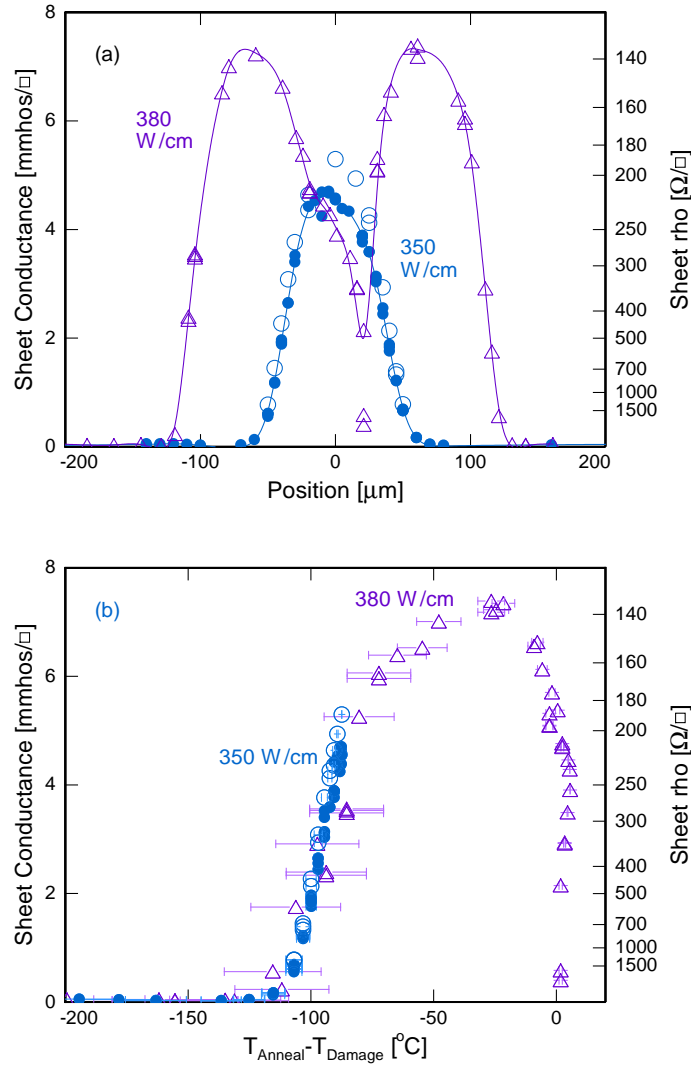 (a)
380
W/cm
350
W/cm
Sheet Conductance [mmhos/□]
8
6
4
2
0
Sheet rho [Ω/□]
140
160
180
200
240
300
400
500
700
1000
1500
-200 -100 0 100 200
Position [μm]
(b)
380 W/cm
350 W/cm
Sheet Conductance [mmhos/□]
8
6
4
2
0
Sheet rho [Ω/□]
140
160
180
200
240
300
400
500
700
1000
1500
-200 -150 -100 -50 0
T_Anneal-T_Damage [°C]